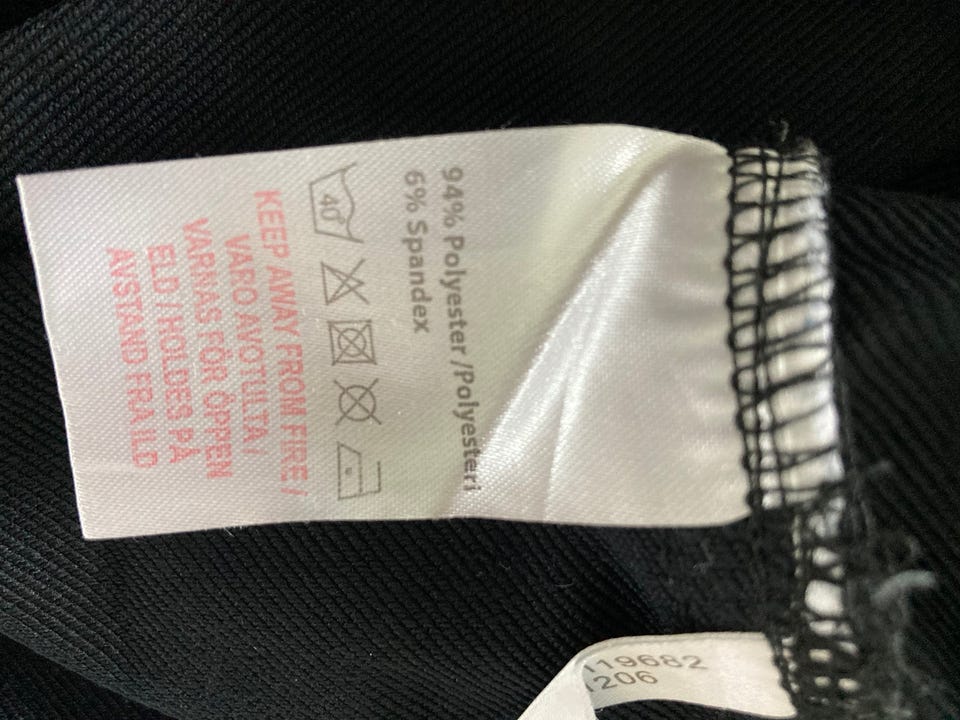 94% Polyester /Polyesteri
6% Spandex
40°
KEEP AWAY FROM FIRE /
VARO AVOTULTA /
VARNAS FÖR ÖPPEN
ELD / HOLDES PÅ
AVSTAND FRA ILD
119682
1206